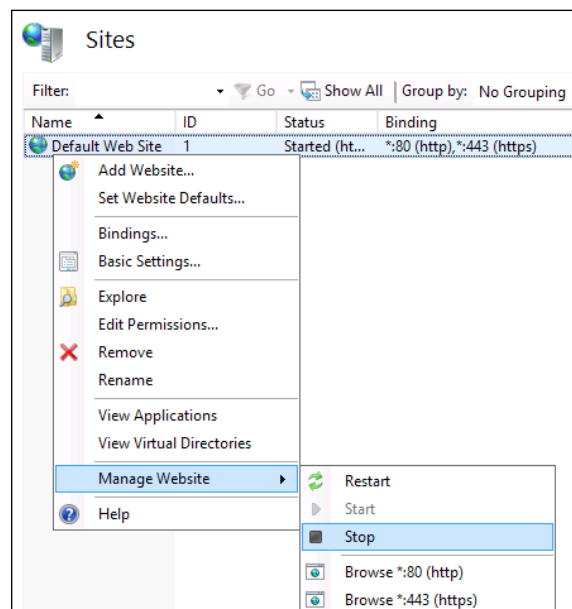 Sites
Filter: Go Show All Group by: No Grouping
Name ID Status Binding
Default Web Site 1 Started (ht... *:80 (http),*:443 (https)
Add Website...
Set Website Defaults...
Bindings...
Basic Settings...
Explore
Edit Permissions...
Remove
Rename
View Applications
View Virtual Directories
Manage Website
Help
Restart
Start
Stop
Browse *:80 (http)
Browse *:443 (https)